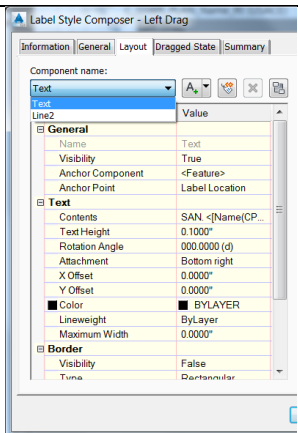 Label Style Composer - Left Drag
Information General Layout Dragged State Summary
Component name:
Text
Text
Line2
Value
General
Name Text
Visibility True
Anchor Component <Feature>
Anchor Point Label Location
Text
Contents SAN. <[Name(CP...
Text Height 0.1000"
Rotation Angle 000.0000 (d)
Attachment Bottom right
X Offset 0.0000"
Y Offset 0.0000"
Color BYLAYER
Lineweight ByLayer
Maximum Width 0.0000"
Border
Visibility False
Type Rectangular